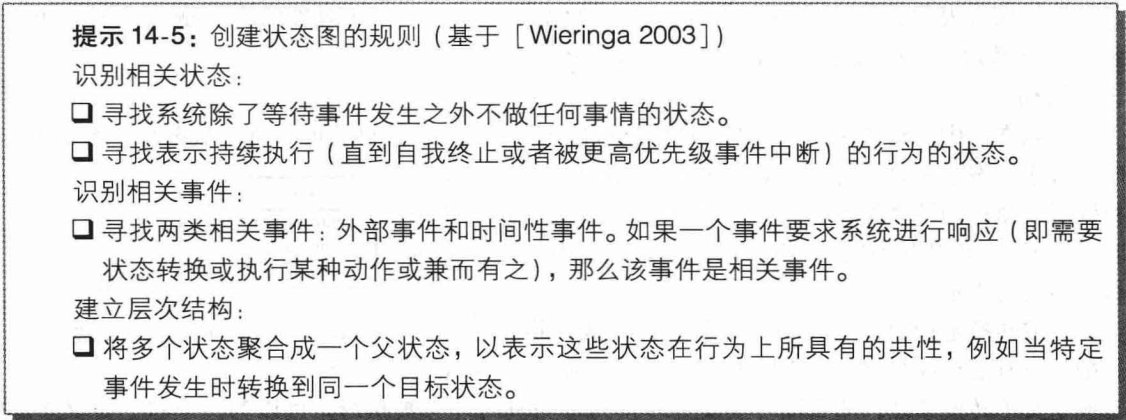 提示 14-5：创建状态图的规则（基于［Wieringa 2003］）
识别相关状态：
❑ 寻找系统除了等待事件发生之外不做任何事情的状态。
❑ 寻找表示持续执行（直到自我终止或者被更高优先级事件中断）的行为的状态。
识别相关事件：
❑ 寻找两类相关事件：外部事件和时间性事件。如果一个事件要求系统进行响应（即需要
状态转换或执行某种动作或兼而有之），那么该事件是相关事件。
建立层次结构：
❑ 将多个状态聚合成一个父状态，以表示这些状态在行为上所具有的共性，例如当特定
事件发生时转换到同一个目标状态。